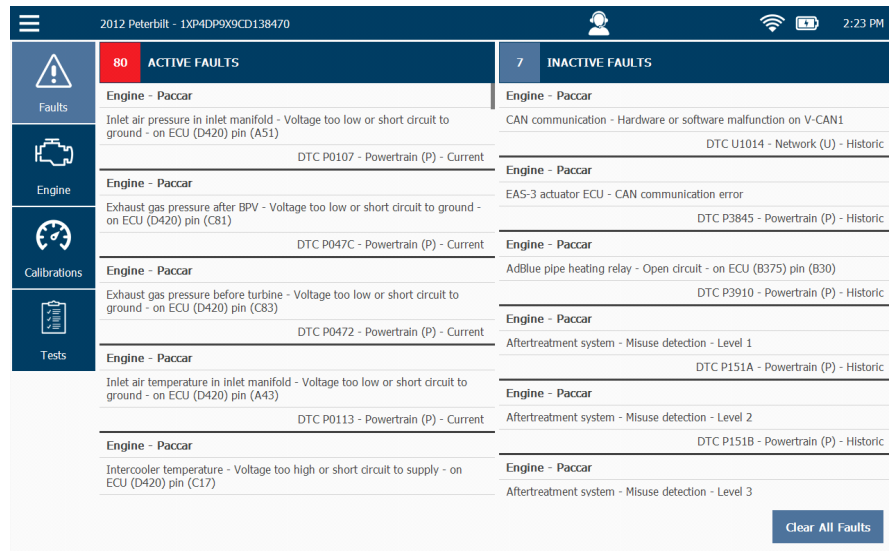 2012 Peterbilt - 1XP4DP9X9CD138470
2:23 PM
Faults
Engine
Calibrations
Tests
80 ACTIVE FAULTS
Engine - Paccar
Inlet air pressure in inlet manifold - Voltage too low or short circuit to
ground - on ECU (D420) pin (A51)
DTC P0107 - Powertrain (P) - Current
Engine - Paccar
Exhaust gas pressure after BPV - Voltage too low or short circuit to ground -
on ECU (D420) pin (C81)
DTC P047C - Powertrain (P) - Current
Engine - Paccar
Exhaust gas pressure before turbine - Voltage too low or short circuit to
ground - on ECU (D420) pin (C83)
DTC P0472 - Powertrain (P) - Current
Engine - Paccar
Inlet air temperature in inlet manifold - Voltage too low or short circuit to
ground - on ECU (D420) pin (A43)
DTC P0113 - Powertrain (P) - Current
Engine - Paccar
Intercooler temperature - Voltage too high or short circuit to supply - on
ECU (D420) pin (C17)
7 INACTIVE FAULTS
Engine - Paccar
CAN communication - Hardware or software malfunction on V-CAN1
DTC U1014 - Network (U) - Historic
Engine - Paccar
EAS-3 actuator ECU - CAN communication error
DTC P3845 - Powertrain (P) - Historic
Engine - Paccar
AdBlue pipe heating relay - Open circuit - on ECU (B375) pin (B30)
DTC P3910 - Powertrain (P) - Historic
Engine - Paccar
Aftertreatment system - Misuse detection - Level 1
DTC P151A - Powertrain (P) - Historic
Engine - Paccar
Aftertreatment system - Misuse detection - Level 2
DTC P151B - Powertrain (P) - Historic
Engine - Paccar
Aftertreatment system - Misuse detection - Level 3
Clear All Faults